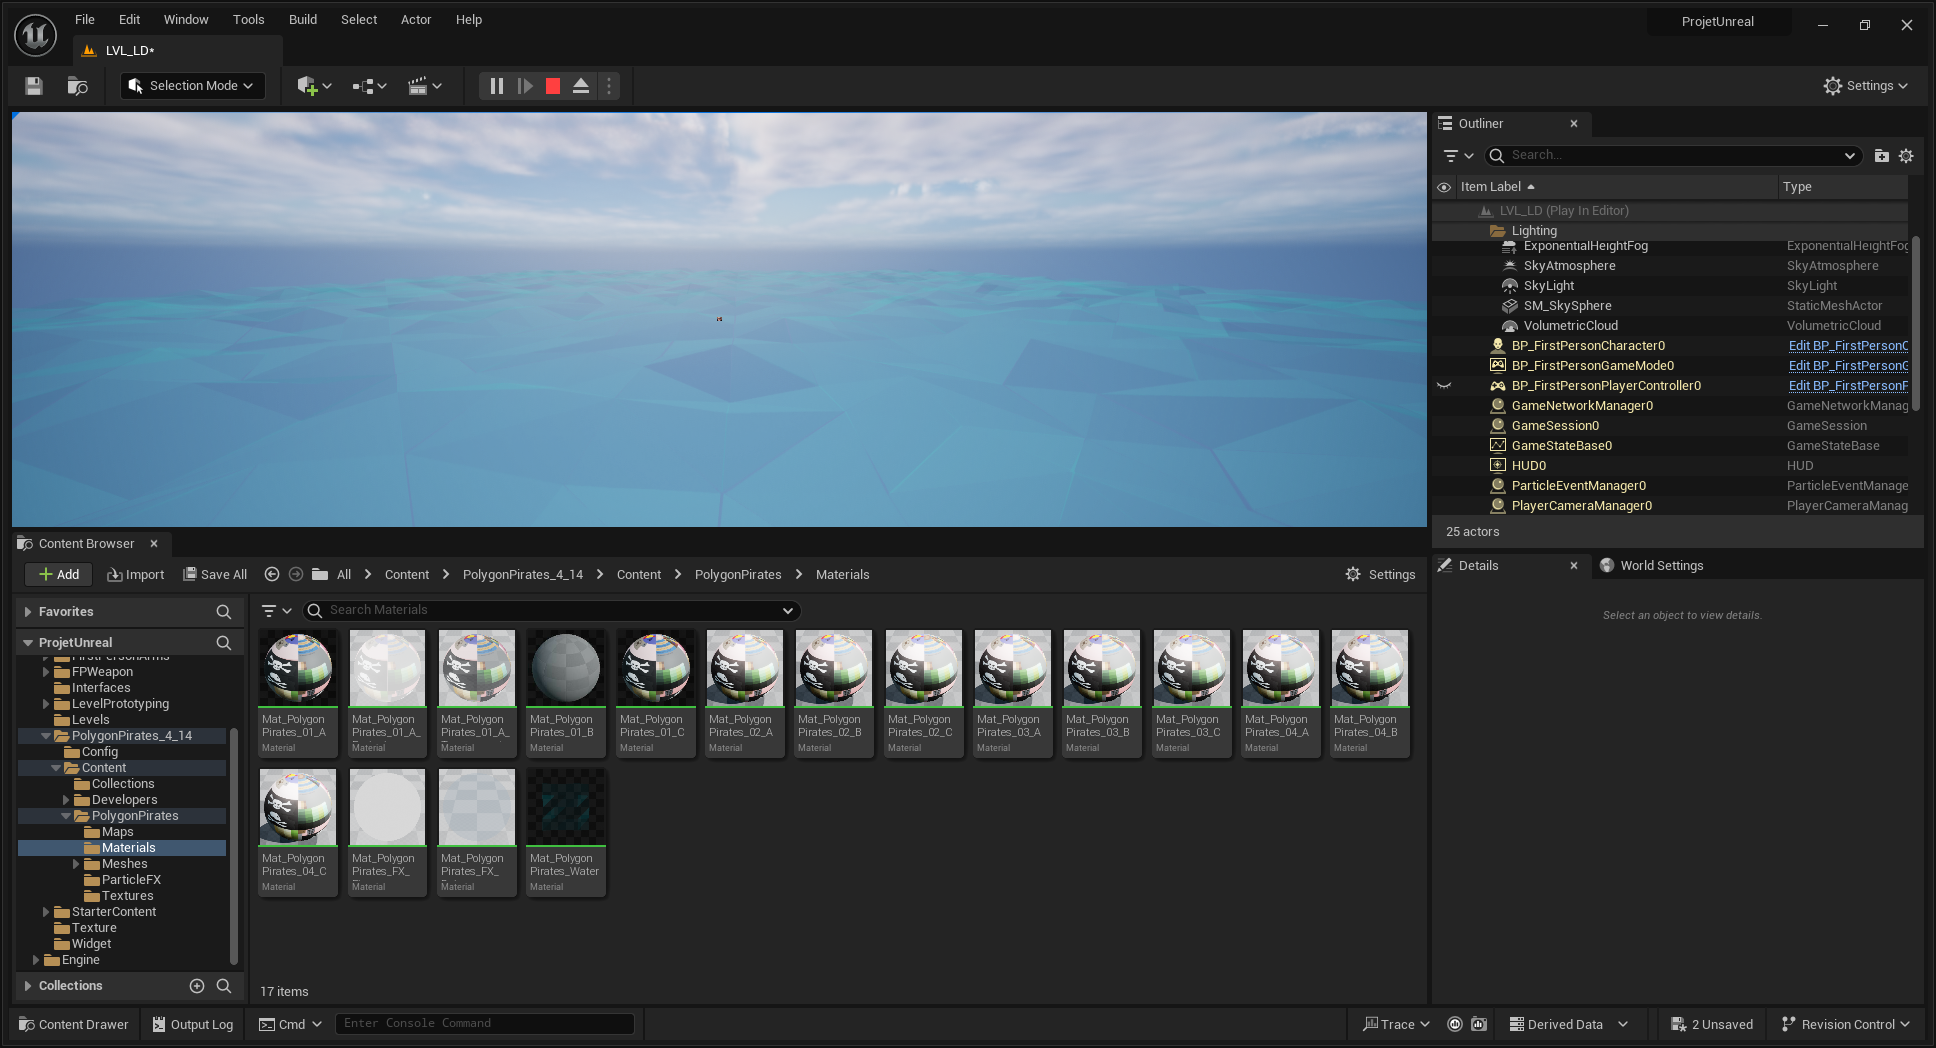 File Edit Window Tools Build Select Actor Help
ProjetUnreal
LVL_LD*
Selection Mode
Settings
Outliner
Search...
Item Label Type
LVL_LD (Play In Editor)
Lighting
ExponentialHeightFog ExponentialHeightFog
SkyAtmosphere SkyAtmosphere
SkyLight SkyLight
SM_SkySphere StaticMeshActor
VolumetricCloud VolumetricCloud
BP_FirstPersonCharacter0 Edit BP_FirstPersonC
BP_FirstPersonGameMode0 Edit BP_FirstPersonG
BP_FirstPersonPlayerController0 Edit BP_FirstPersonP
GameNetworkManager0 GameNetworkManag
GameSession0 GameSession
GameStateBase0 GameStateBase
HUD0 HUD
ParticleEventManager0 ParticleEventManage
PlayerCameraManager0 PlayerCameraManag
25 actors
Details
World Settings
Select an object to view details.
Content Browser
Add Import Save All All Content PolygonPirates_4_14 Content PolygonPirates Materials Settings
Favorites
Search Materials
ProjetUnreal
FirstPersonArms
FPWeapon
Interfaces
LevelPrototyping
Levels
PolygonPirates_4_14
Config
Content
Collections
Developers
PolygonPirates
Maps
Materials
Meshes
ParticleFX
Textures
StarterContent
Texture
Widget
Engine
Collections
Mat_Polygon Pirates_01_A Material
Mat_Polygon Pirates_01_A_ Material
Mat_Polygon Pirates_01_A_ Material
Mat_Polygon Pirates_01_B Material
Mat_Polygon Pirates_01_C Material
Mat_Polygon Pirates_02_A Material
Mat_Polygon Pirates_02_B Material
Mat_Polygon Pirates_02_C Material
Mat_Polygon Pirates_03_A Material
Mat_Polygon Pirates_03_B Material
Mat_Polygon Pirates_03_C Material
Mat_Polygon Pirates_04_A Material
Mat_Polygon Pirates_04_B Material
Mat_Polygon Pirates_04_C Material
Mat_Polygon Pirates_FX_ Material
Mat_Polygon Pirates_FX_ Material
Mat_Polygon Pirates_Water Material
17 items
Content Drawer Output Log Cmd Enter Console Command Trace Derived Data 2 Unsaved Revision Control